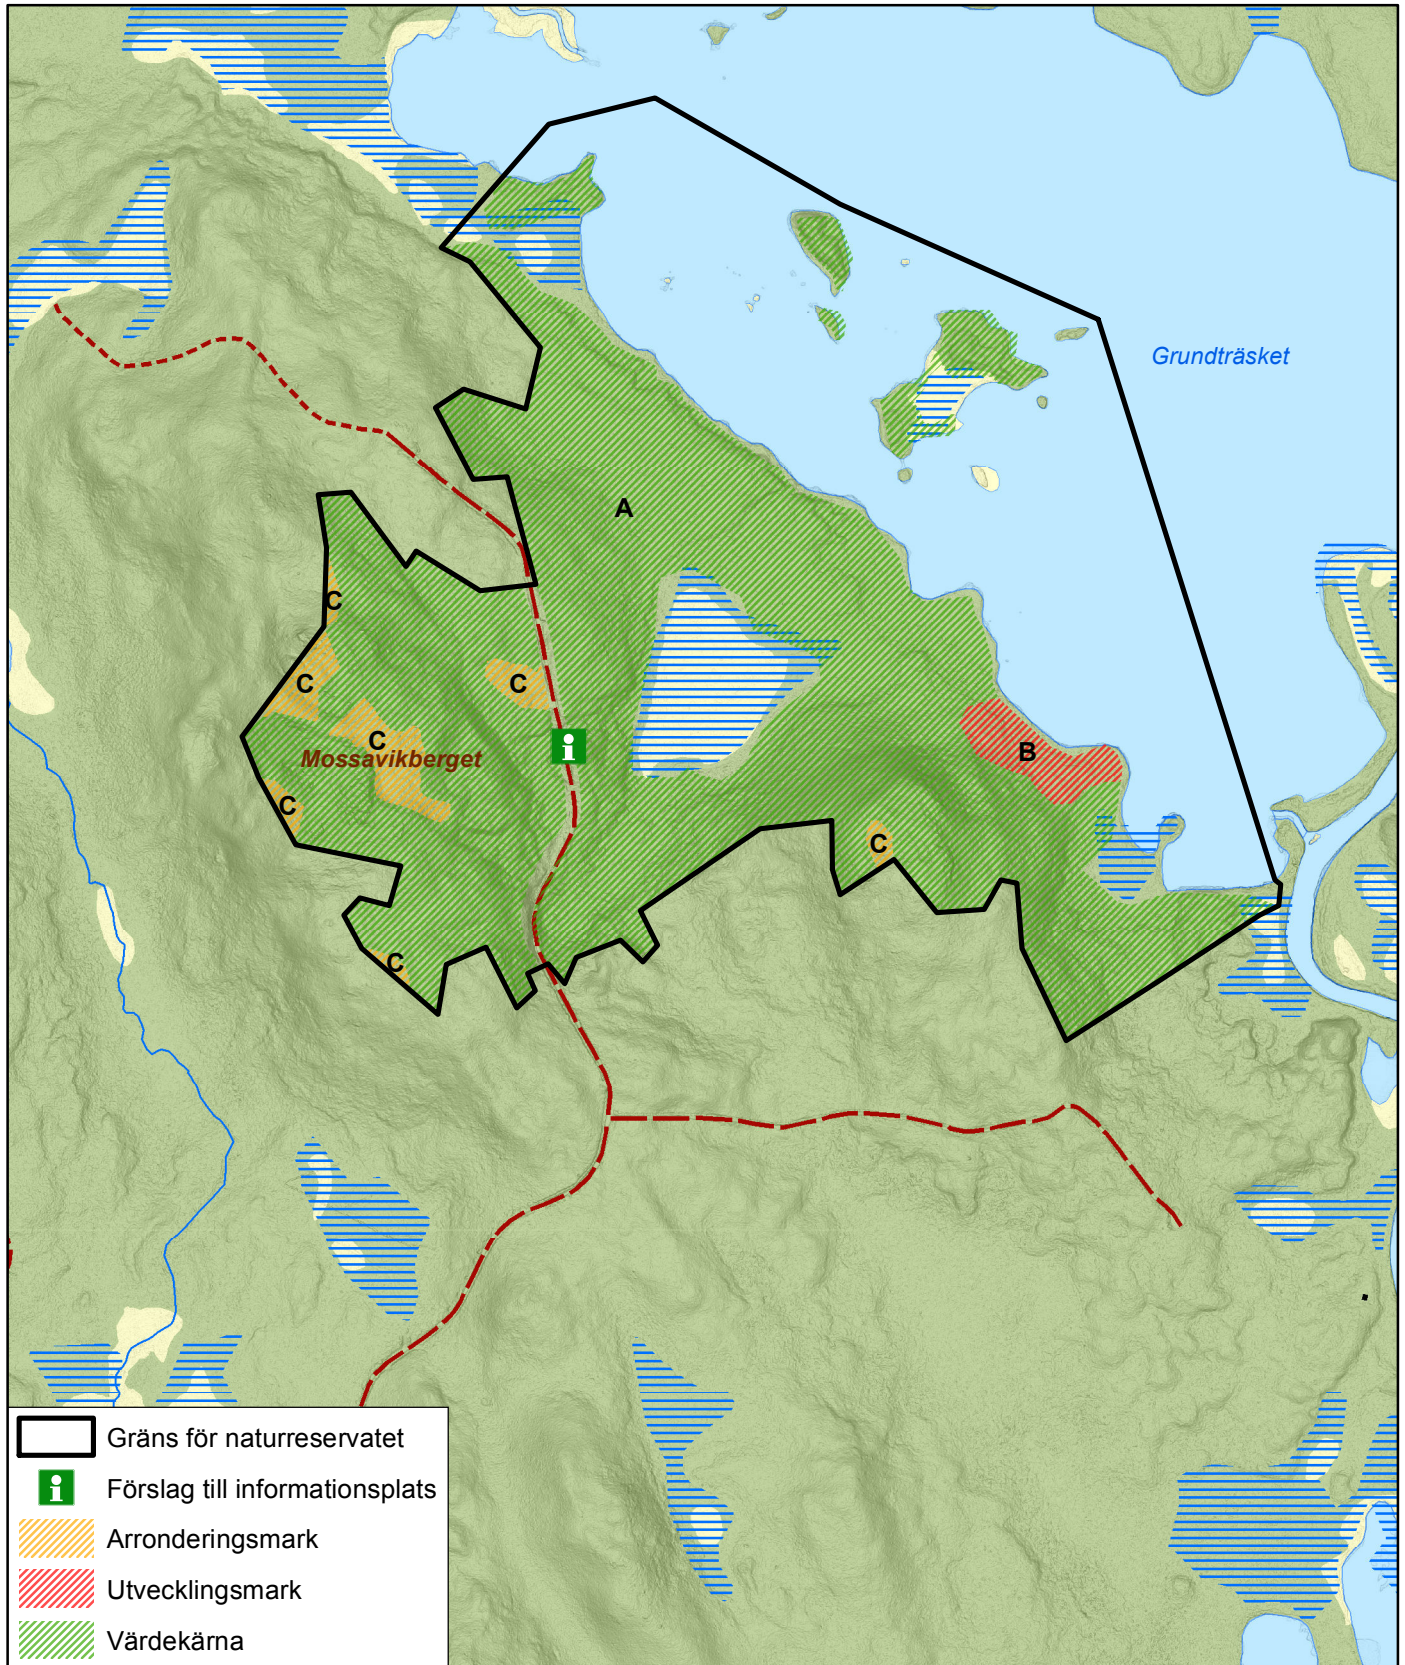 Grundträsket
A
C
C
C
C
Mossavikberget
B
C
C
C
i
Gräns för naturreservatet
i
Förslag till informationsplats
Arronderingsmark
Utvecklingsmark
Värdekärna